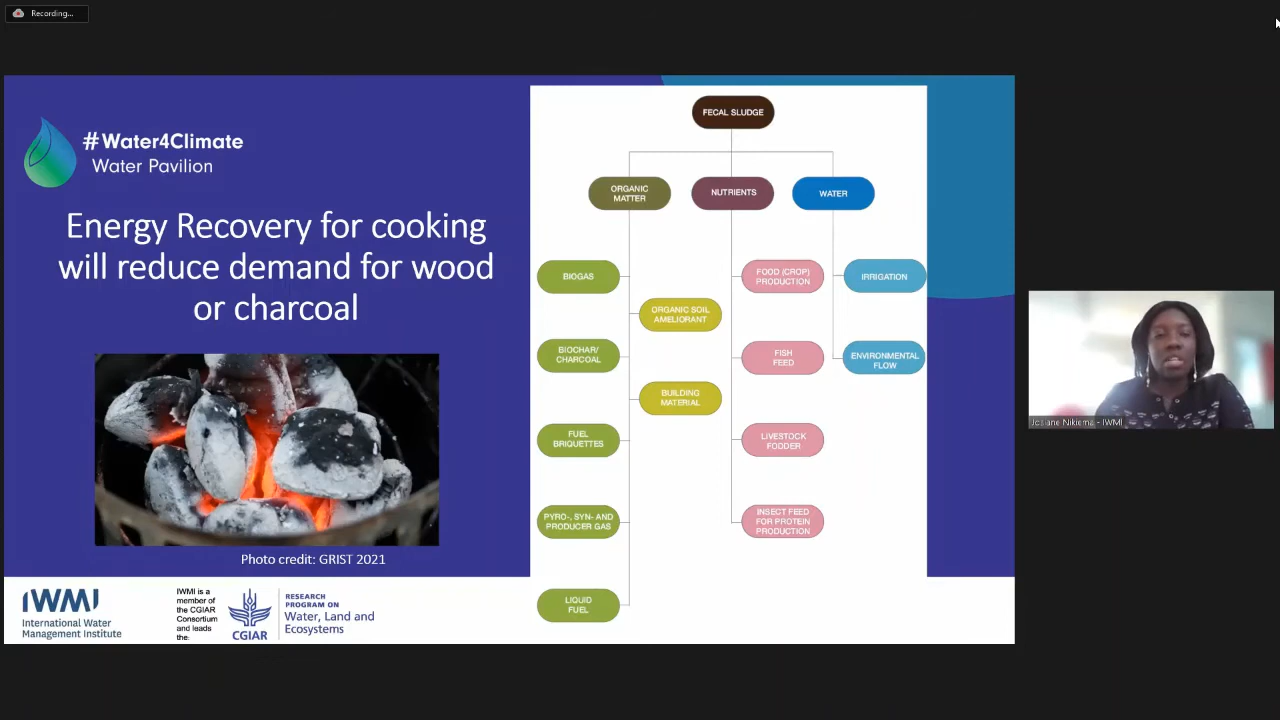 Recording...
#Water4Climate
Water Pavilion
Energy Recovery for cooking
will reduce demand for wood
or charcoal
Photo credit: GRIST 2021
FECAL SLUDGE
ORGANIC
MATTER
NUTRIENTS
WATER
BIOGAS
FOOD (CROP)
PRODUCTION
IRRIGATION
ORGANIC SOIL
AMELIORANT
BIOCHAR/
CHARCOAL
FISH
FEED
ENVIRONMENTAL
FLOW
BUILDING
MATERIAL
FUEL
BRIQUETTES
LIVESTOCK
FODDER
PYRO-, SYN- AND
PRODUCER GAS
INSECT FEED
FOR PROTEIN
PRODUCTION
LIQUID
FUEL
IWMI
International Water
Management Institute
IWMI is a
member of
the CGIAR
Consortium
and leads
the:
CGIAR
RESEARCH
PROGRAM ON
Water, Land and
Ecosystems
Josiane Nikiema - IWMI